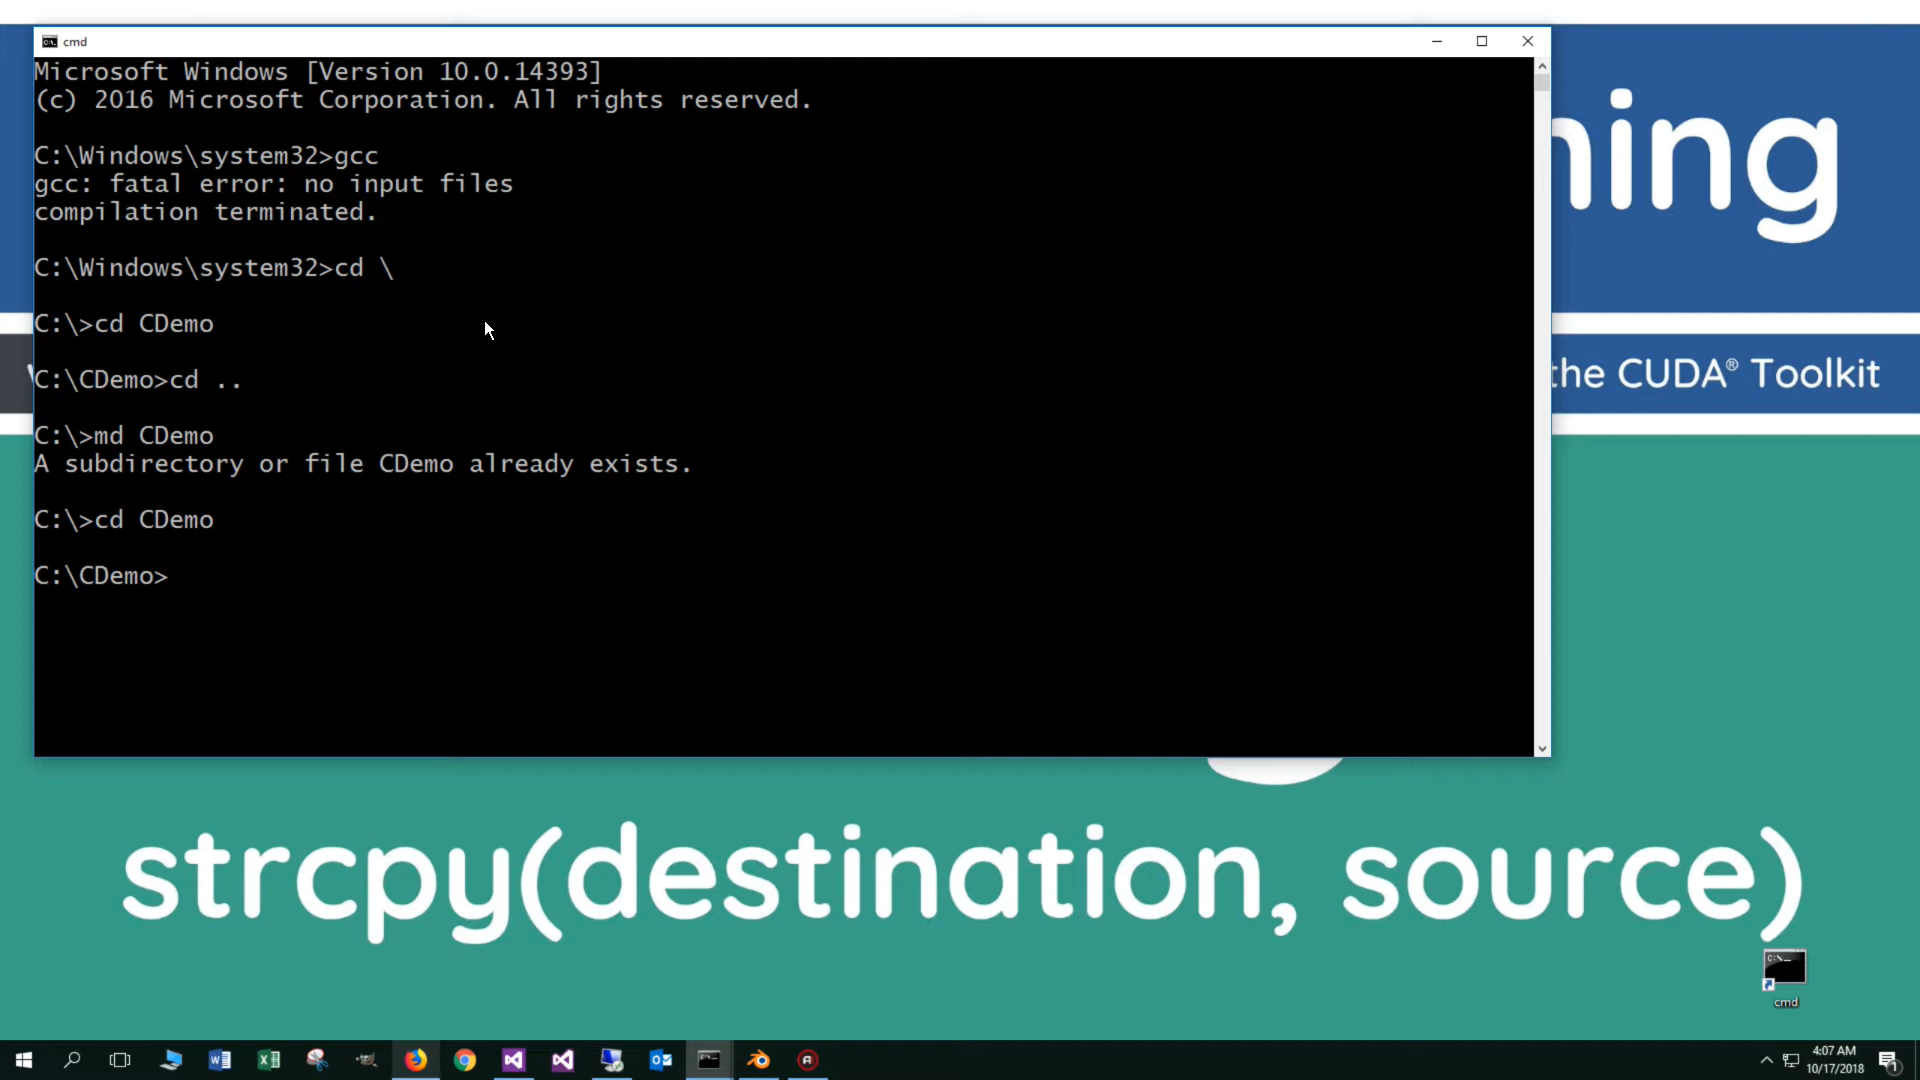 cmd
Microsoft Windows [Version 10.0.14393]
(c) 2016 Microsoft Corporation. All rights reserved.
C:\Windows\system32>gcc
gcc: fatal error: no input files
compilation terminated.
C:\Windows\system32>cd \
C:\>cd CDemo
C:\CDemo>cd ..
C:\>md CDemo
A subdirectory or file CDemo already exists.
C:\>cd CDemo
C:\CDemo>
ing
the CUDA® Toolkit
strcpy(destination, source)
cmd
4:07 AM
10/17/2018